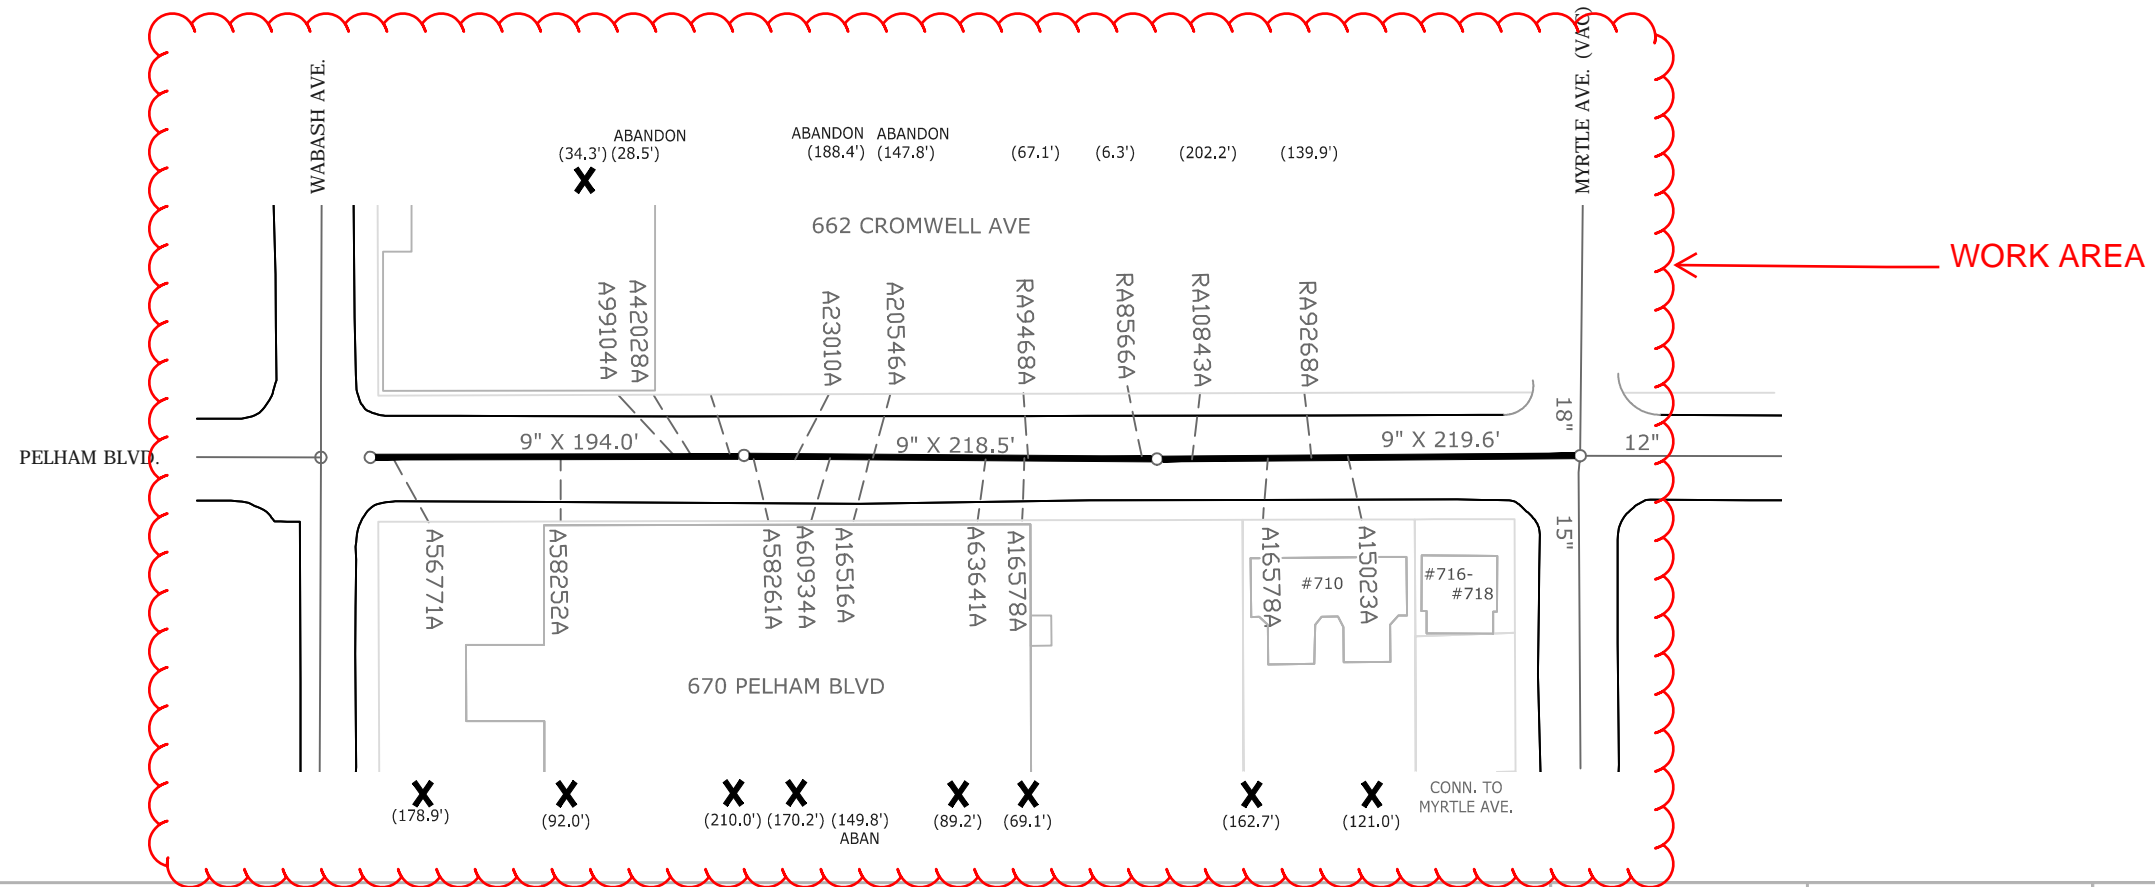 WABASH AVE.
MYRTLE AVE. (VAC)
ABANDON
(34.3') (28.5')
ABANDON ABANDON
(188.4') (147.8')
(67.1')
(6.3')
(202.2')
(139.9')
662 CROMWELL AVE
WORK AREA
A99104A
A42028A
A23010A
A20546A
RA9468A
RA8566A
RA10843A
RA9268A
18"
PELHAM BLVD.
9" X 194.0'
9" X 218.5'
9" X 219.6'
12"
15"
A56771A
A58252A
A58261A
A60934A
A16516A
A63641A
A16578A
A16578A
#710
A15023A
#716-
#718
670 PELHAM BLVD
CONN. TO
MYRTLE AVE.
(178.9')
(92.0')
(210.0') (170.2') (149.8')
ABAN
(89.2')
(69.1')
(162.7')
(121.0')